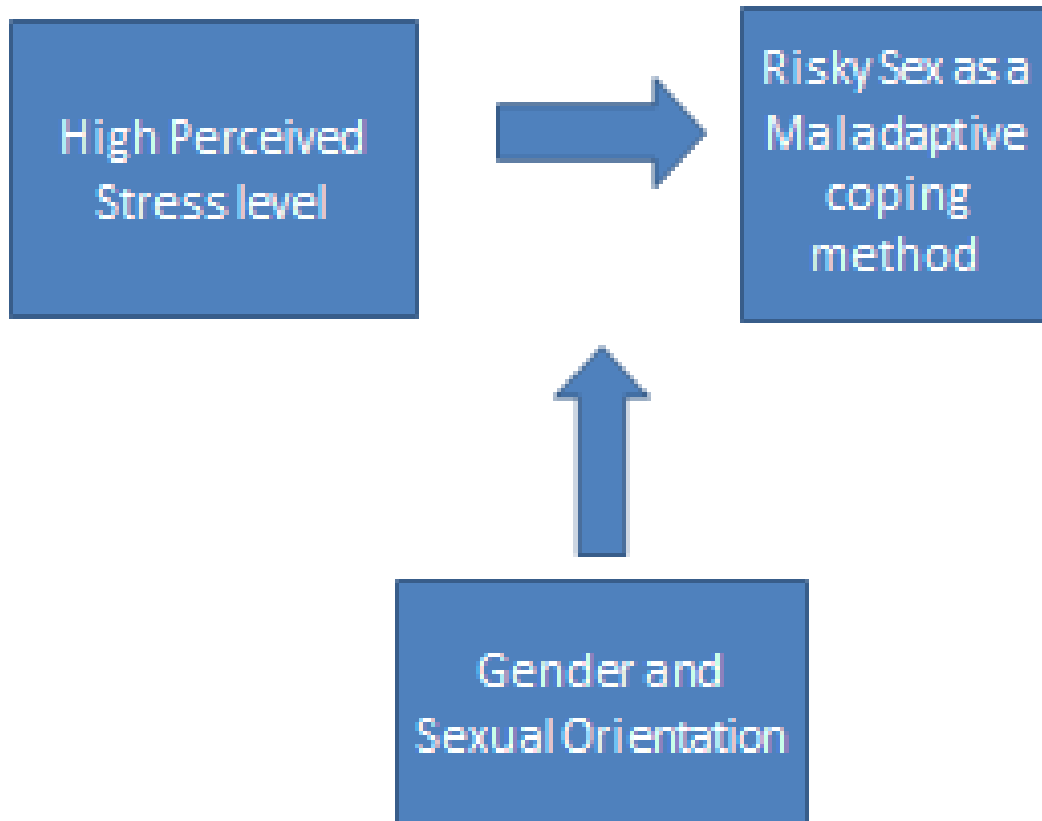 High Perceived
Stress level
Risky Sex as a
Maladaptive
coping
method
Gender and
Sexual Orientation